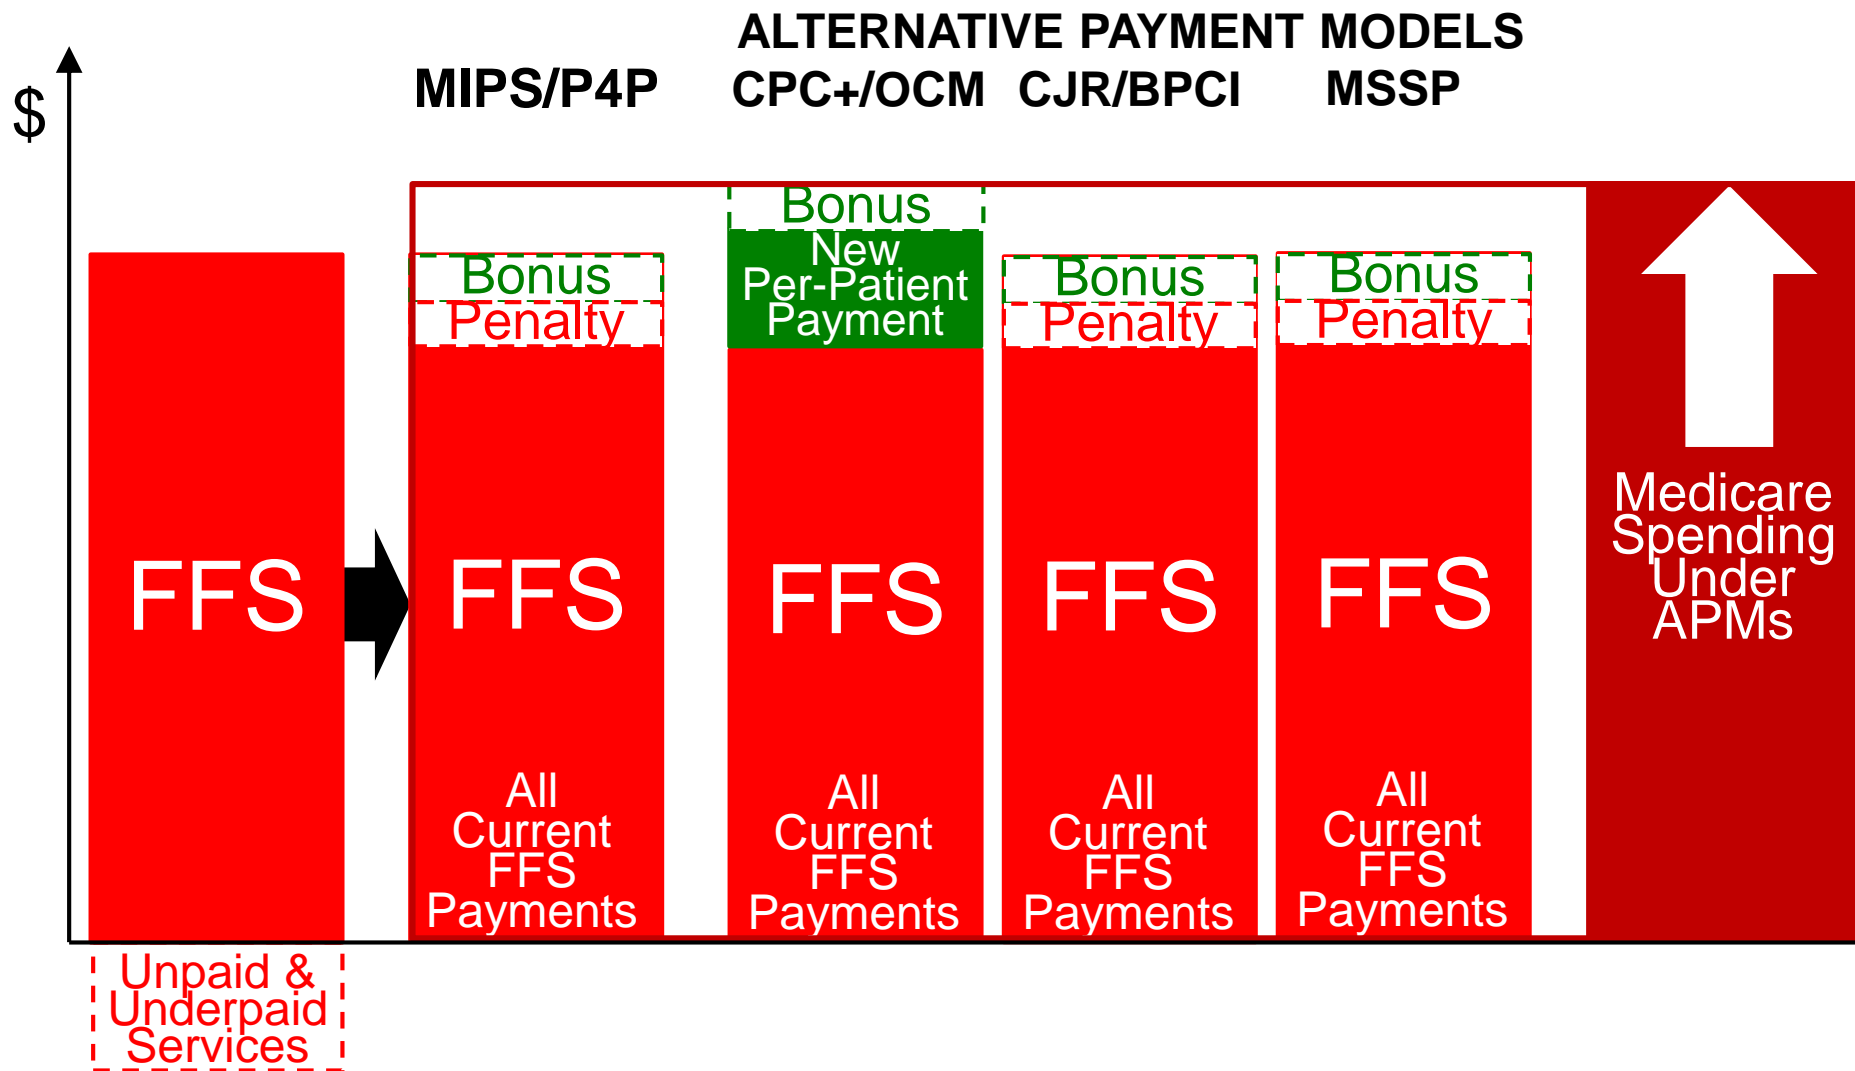 ALTERNATIVE PAYMENT MODELS
MIPS/P4P
CPC+/OCM
CJR/BPCI
MSSP
$
FFS
Unpaid &
Underpaid
Services
Bonus
Penalty
FFS
All
Current
FFS
Payments
Bonus
New
Per-Patient
Payment
FFS
All
Current
FFS
Payments
Bonus
Penalty
FFS
All
Current
FFS
Payments
Bonus
Penalty
FFS
All
Current
FFS
Payments
Medicare
Spending
Under
APMs